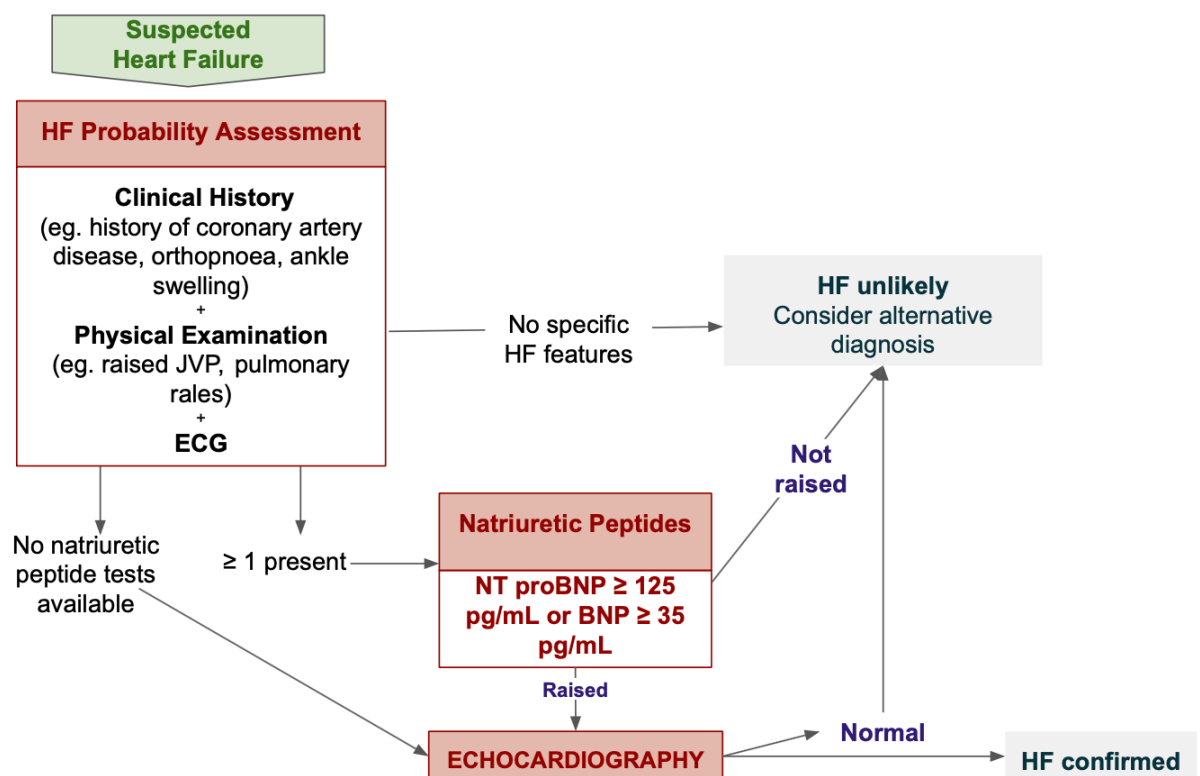 Suspected
Heart Failure
HF Probability Assessment
Clinical History
(eg. history of coronary artery
disease, orthopnoea, ankle
swelling)
+
Physical Examination
(eg. raised JVP, pulmonary
rales)
+
ECG
No specific
HF features
HF unlikely
Consider alternative
diagnosis
No natriuretic
peptide tests
available
≥ 1 present
Natriuretic Peptides
NT proBNP ≥ 125
pg/mL or BNP ≥ 35
pg/mL
Not
raised
Raised
ECHOCARDIOGRAPHY
Normal
HF confirmed